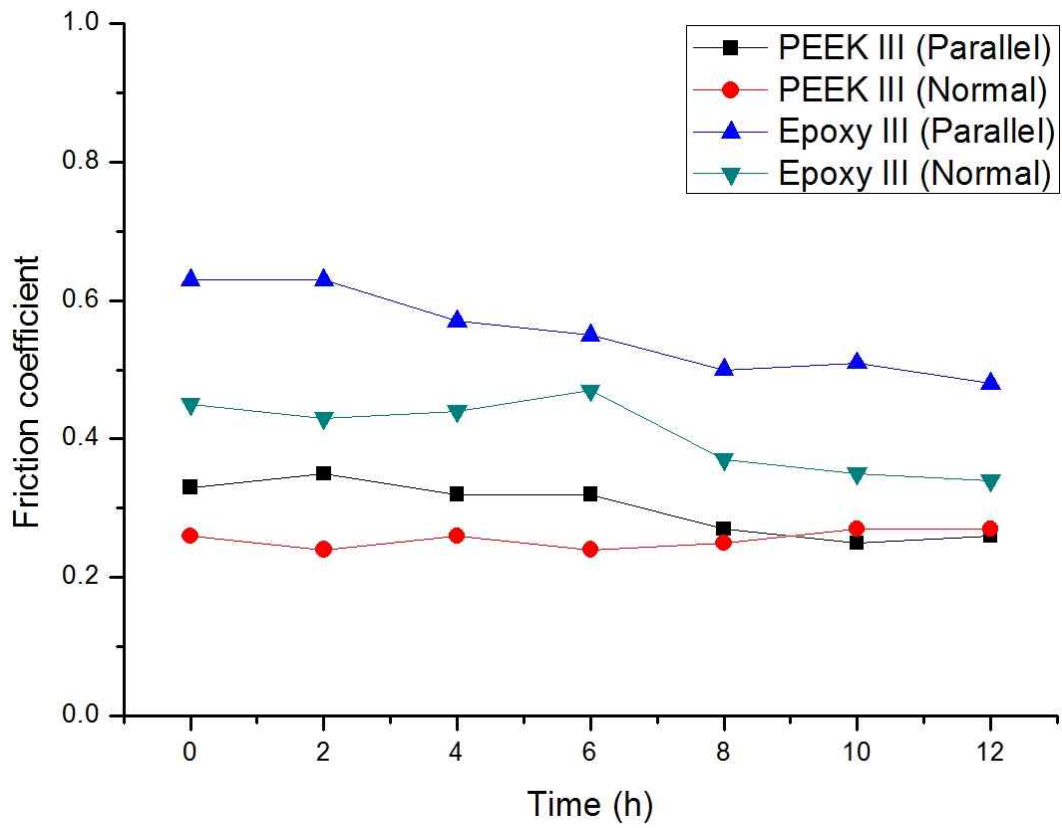 PEEK III (Parallel)
PEEK III (Normal)
Epoxy III (Parallel)
Epoxy III (Normal)
Friction coefficient
1.0
0.8
0.6
0.4
0.2
0.0
0 2 4 6 8 10 12
Time (h)